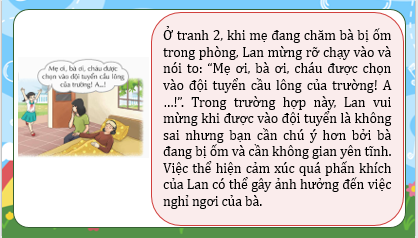 Mẹ ơi, bà ơi, cháu được chọn
vào đội tuyển cầu lông
của trường! A...!
Ở tranh 2, khi mẹ đang chăm bà bị ốm
trong phòng, Lan mừng rỡ chạy vào và
nói to: “Mẹ ơi, bà ơi, cháu được chọn
vào đội tuyển cầu lông của trường! A
…!”. Trong trường hợp này, Lan vui
mừng khi được vào đội tuyển là không
sai nhưng bạn cần chú ý hơn bởi bà
đang bị ốm và cần không gian yên tĩnh.
Việc thể hiện cảm xúc quá phấn khích
của Lan có thể gây ảnh hưởng đến việc
nghỉ ngơi của bà.